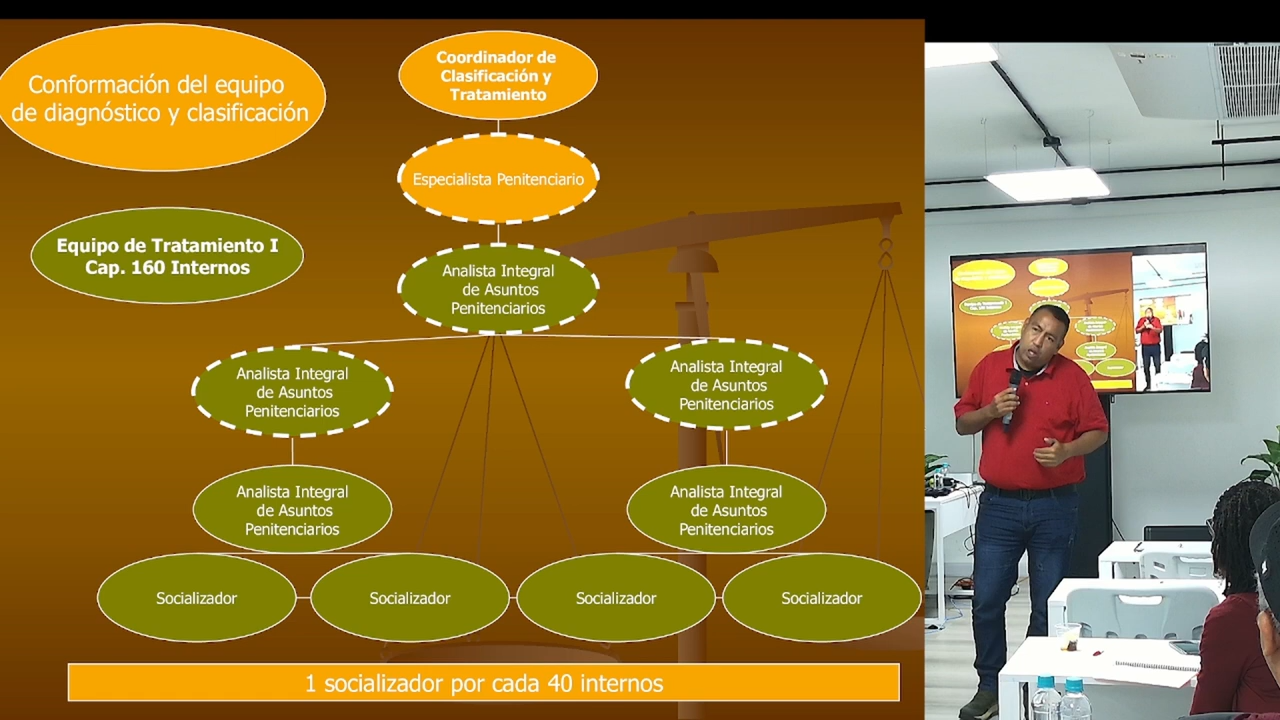 Conformación del equipo
de diagnóstico y clasificación
Coordinador de
Clasificación y
Tratamiento
Especialista Penitenciario
Equipo de Tratamiento I
Cap. 160 Internos
Analista Integral
de Asuntos
Penitenciarios
Analista Integral
de Asuntos
Penitenciarios
Analista Integral
de Asuntos
Penitenciarios
Analista Integral
de Asuntos
Penitenciarios
Analista Integral
de Asuntos
Penitenciarios
Socializador
Socializador
Socializador
Socializador
1 socializador por cada 40 internos